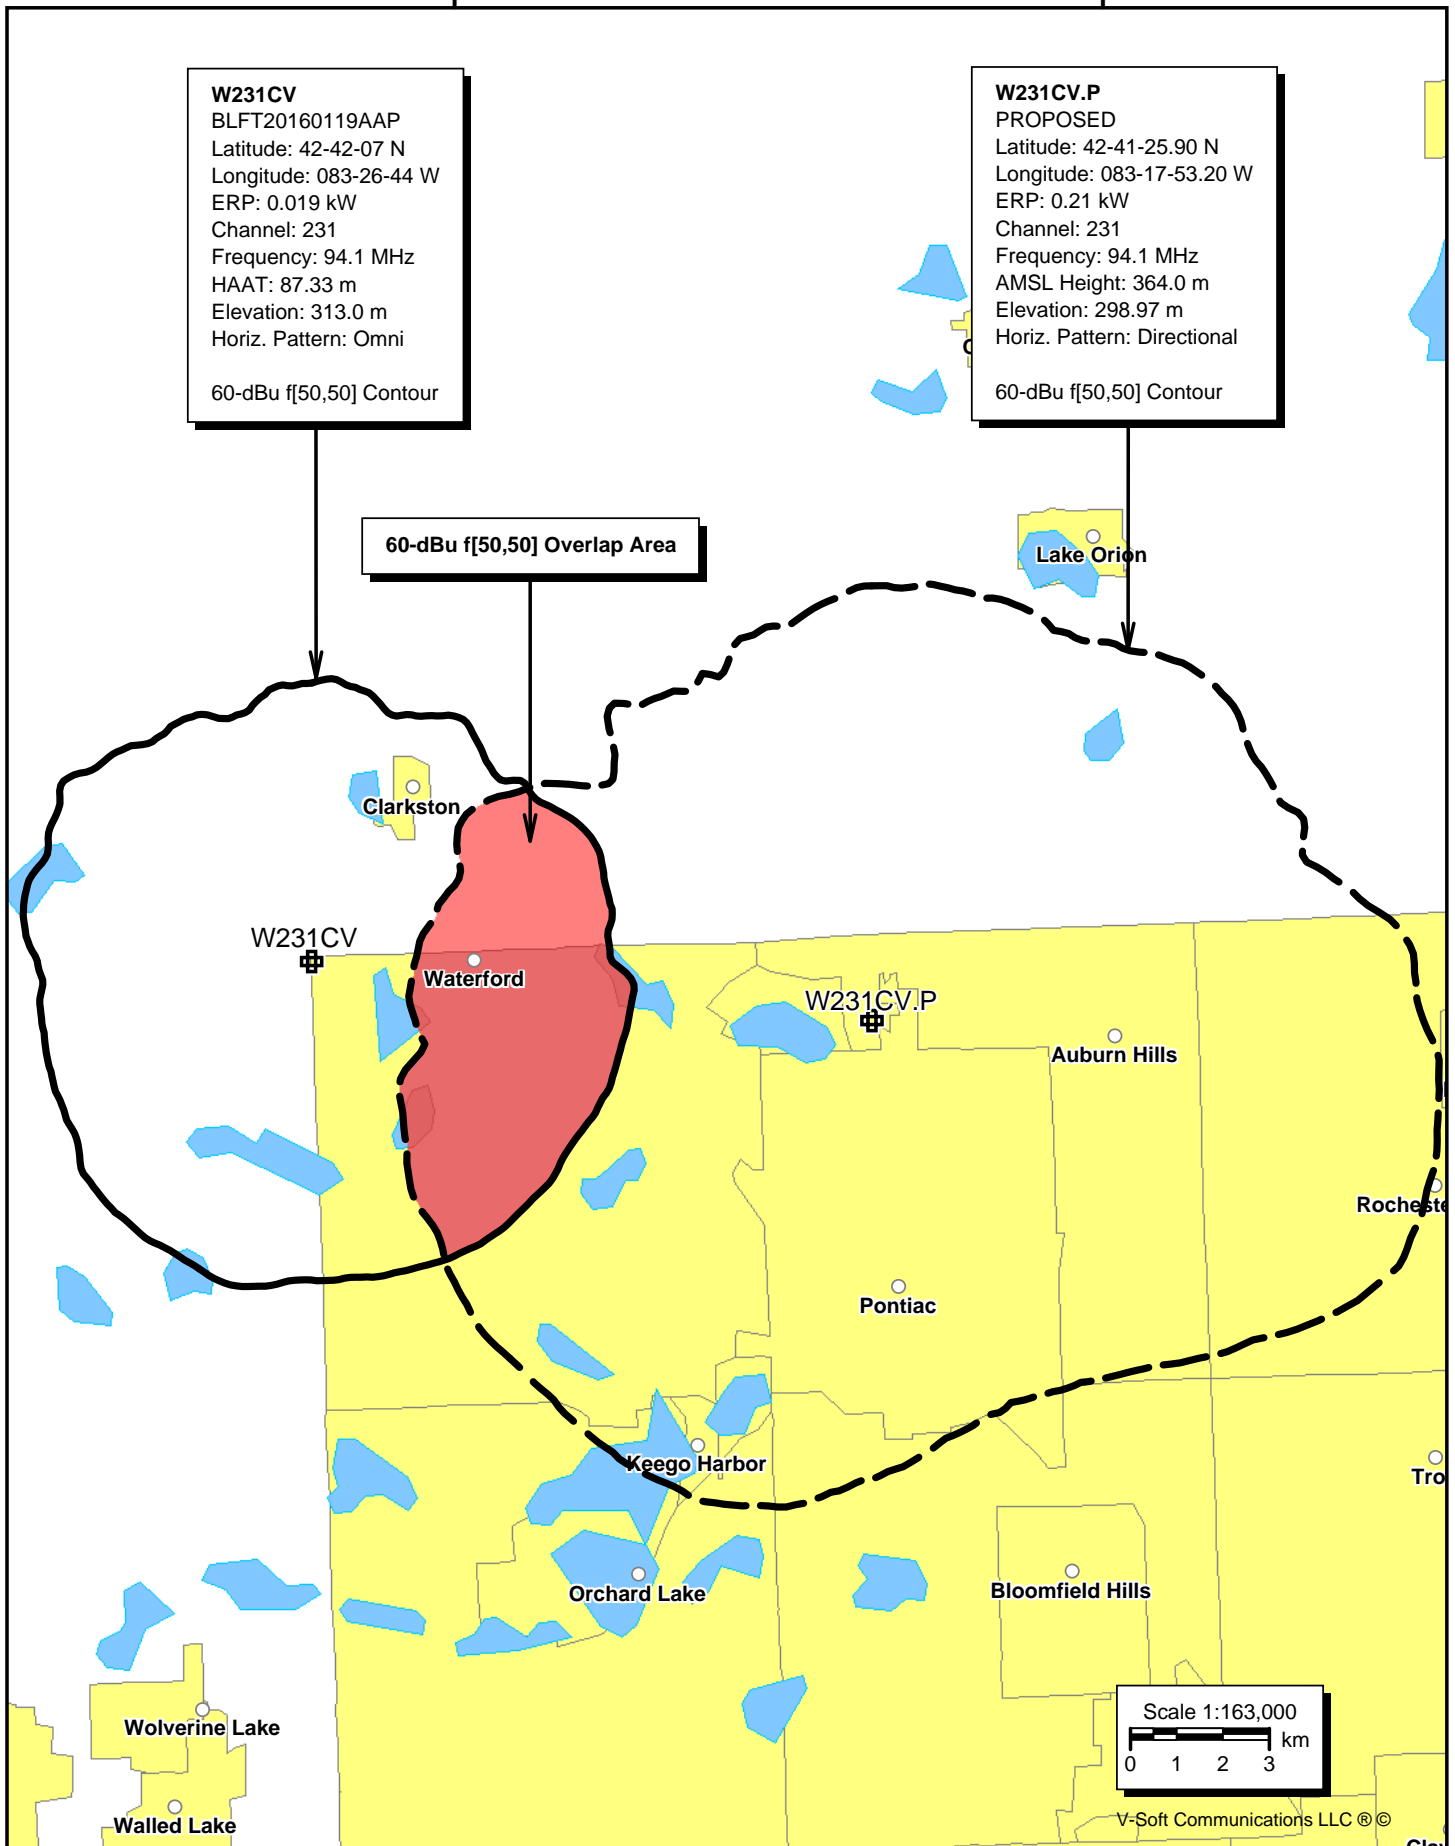 W231CV
BLFT20160119AAP
Latitude: 42-42-07 N
Longitude: 083-26-44 W
ERP: 0.019 kW
Channel: 231
Frequency: 94.1 MHz
HAAT: 87.33 m
Elevation: 313.0 m
Horiz. Pattern: Omni
60-dBu f[50,50] Contour
W231CV.P
PROPOSED
Latitude: 42-41-25.90 N
Longitude: 083-17-53.20 W
ERP: 0.21 kW
Channel: 231
Frequency: 94.1 MHz
AMSL Height: 364.0 m
Elevation: 298.97 m
Horiz. Pattern: Directional
60-dBu f[50,50] Contour
60-dBu f[50,50] Overlap Area
Lake Orion
Clarkston
W231CV
Waterford
W231CV.P
Auburn Hills
Rocheste
Pontiac
Keego Harbor
Tro
Orchard Lake
Bloomfield Hills
Wolverine Lake
Walled Lake
Scale 1:163,000
km
0 1 2 3
V-Soft Communications LLC ® ©